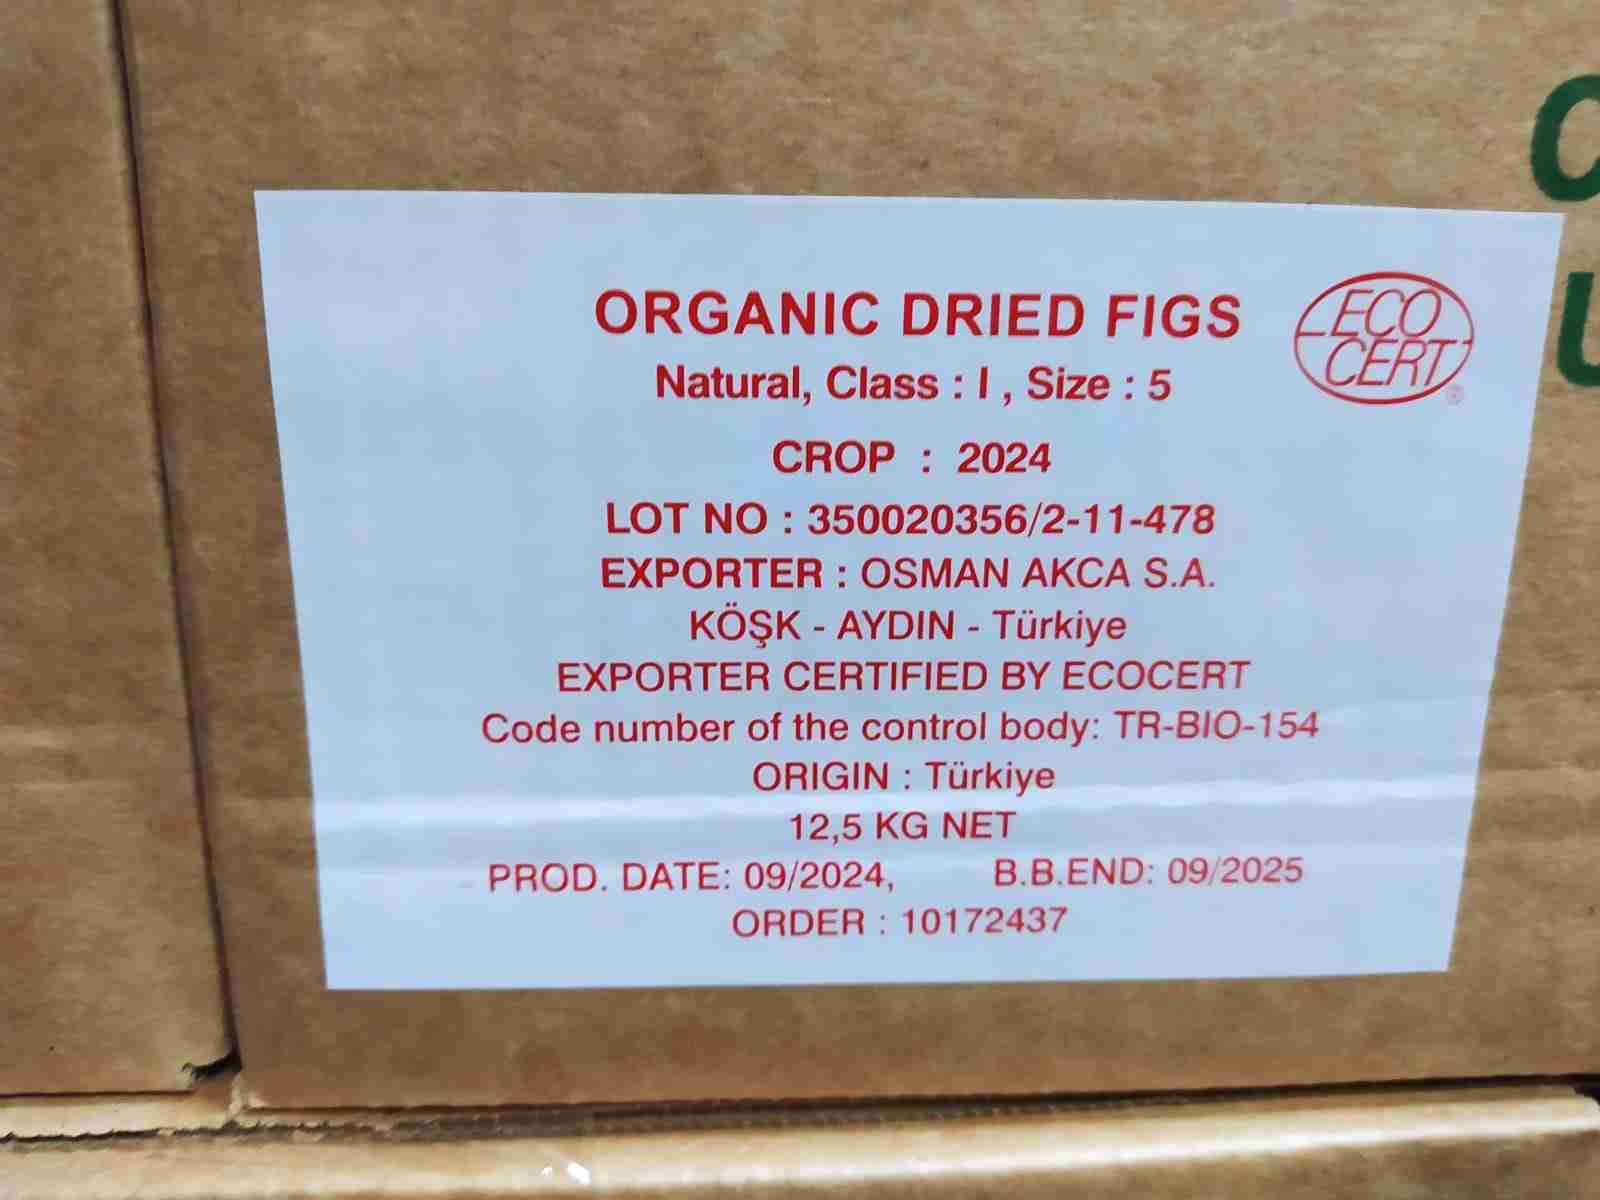 ORGANIC DRIED FIGS
ECO
CERT
®
Natural, Class : I , Size : 5
CROP : 2024
LOT NO : 350020356/2-11-478
EXPORTER : OSMAN AKCA S.A.
KÖŞK - AYDIN - Türkiye
EXPORTER CERTIFIED BY ECOCERT
Code number of the control body: TR-BIO-154
ORIGIN : Türkiye
12,5 KG NET
PROD. DATE: 09/2024, B.B.END: 09/2025
ORDER : 10172437